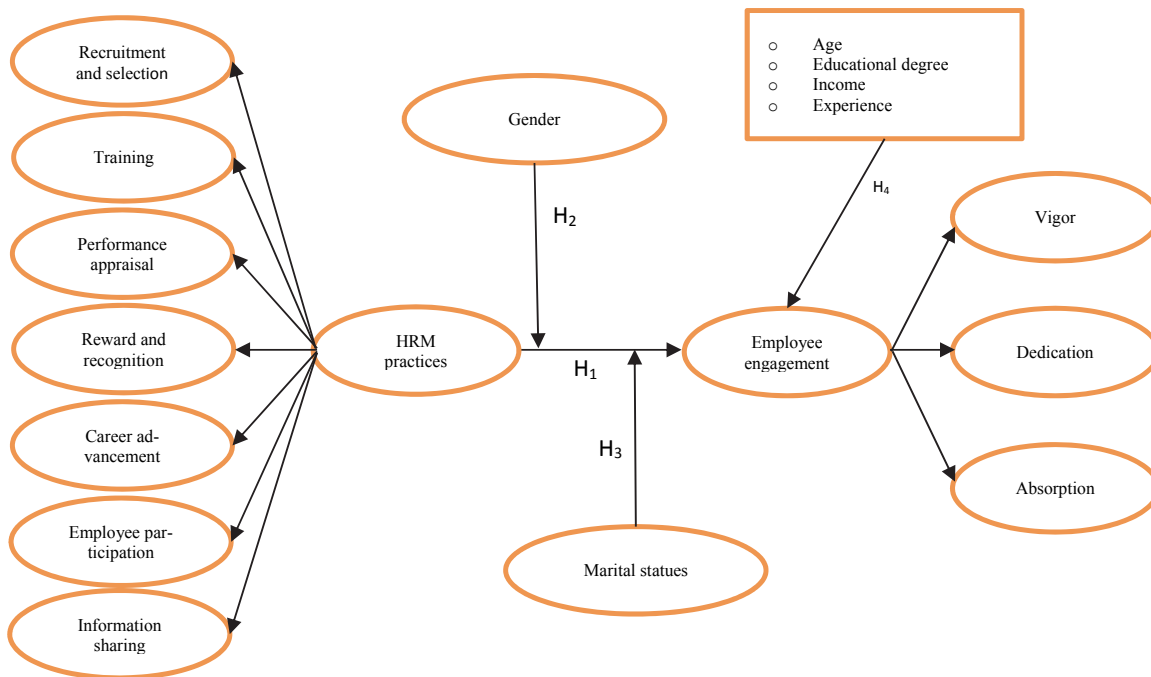 Recruitment
and selection
Training
Performance
appraisal
Reward and
recognition
Career ad-
vancement
Employee par-
ticipation
Information
sharing
HRM
practices
Gender
H₂
H₁
H₃
Marital statues
○ Age
○ Educational degree
○ Income
○ Experience
H₄
Employee
engagement
Vigor
Dedication
Absorption